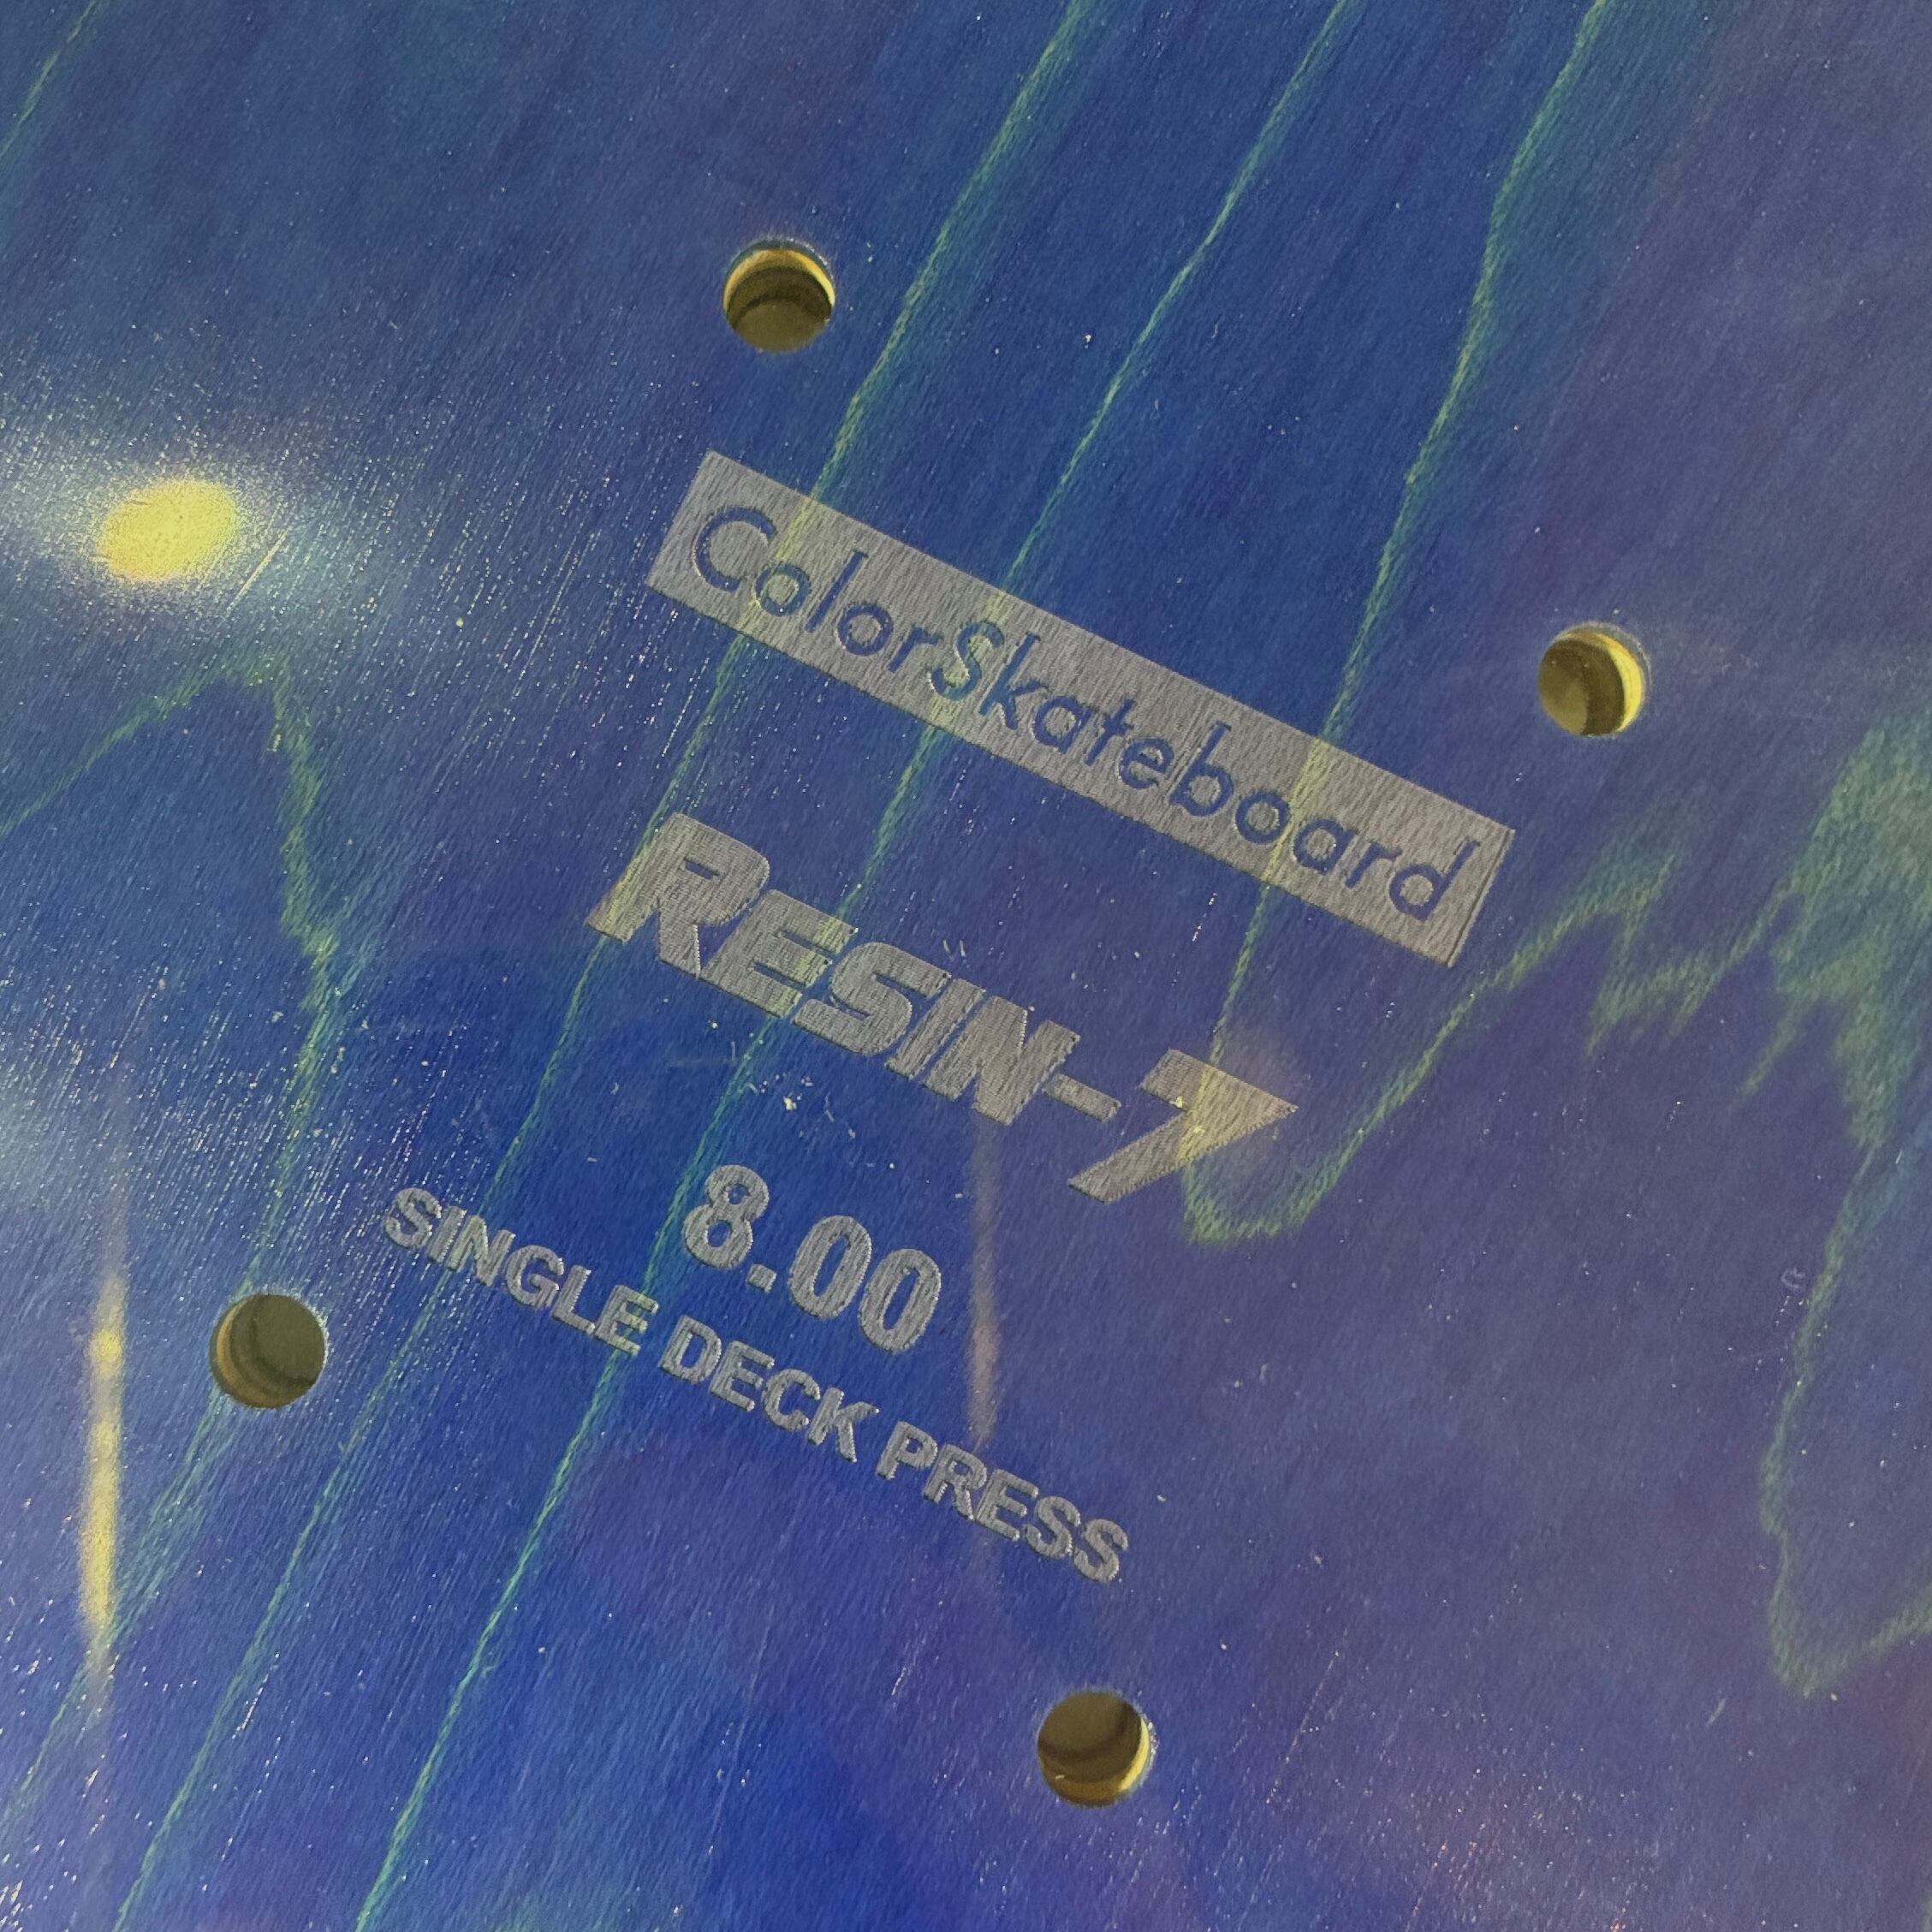 ColorSkateboard
RESIN-7
8.00
SINGLE DECK PRESS